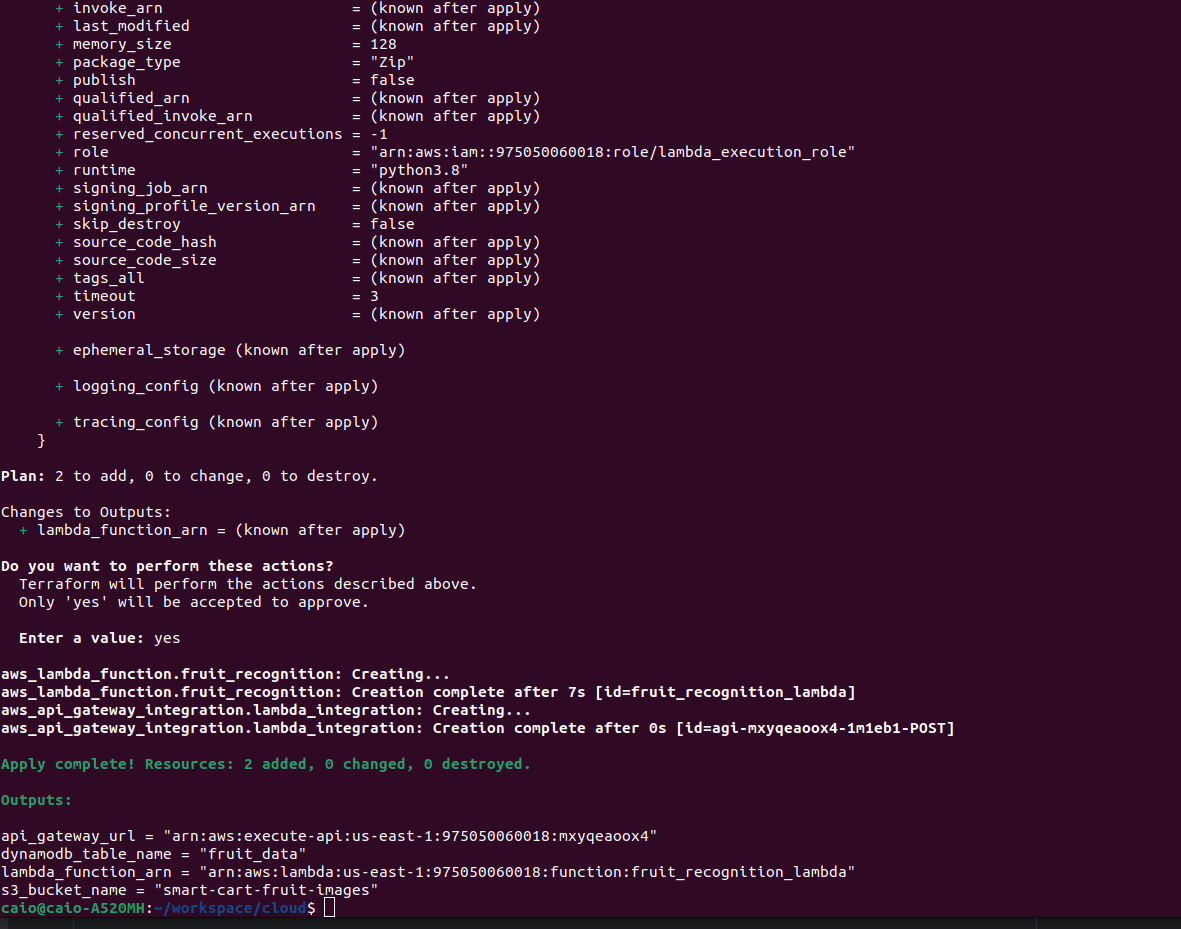 + invoke_arn                     = (known after apply)
+ last_modified                  = (known after apply)
+ memory_size                    = 128
+ package_type                   = "Zip"
+ publish                        = false
+ qualified_arn                  = (known after apply)
+ qualified_invoke_arn           = (known after apply)
+ reserved_concurrent_executions = -1
+ role                           = "arn:aws:iam::975050060018:role/lambda_execution_role"
+ runtime                        = "python3.8"
+ signing_job_arn                = (known after apply)
+ signing_profile_version_arn    = (known after apply)
+ skip_destroy                   = false
+ source_code_hash               = (known after apply)
+ source_code_size               = (known after apply)
+ tags_all                       = (known after apply)
+ timeout                        = 3
+ version                        = (known after apply)
+ ephemeral_storage (known after apply)
+ logging_config (known after apply)
+ tracing_config (known after apply)
}
Plan: 2 to add, 0 to change, 0 to destroy.
Changes to Outputs:
+ lambda_function_arn = (known after apply)
Do you want to perform these actions?
Terraform will perform the actions described above.
Only 'yes' will be accepted to approve.
Enter a value: yes
aws_lambda_function.fruit_recognition: Creating...
aws_lambda_function.fruit_recognition: Creation complete after 7s [id=fruit_recognition_lambda]
aws_api_gateway_integration.lambda_integration: Creating...
aws_api_gateway_integration.lambda_integration: Creation complete after 0s [id=agi-mxyqeaoox4-1m1eb1-POST]
Apply complete! Resources: 2 added, 0 changed, 0 destroyed.
Outputs:
api_gateway_url = "arn:aws:execute-api:us-east-1:975050060018:mxyqeaoox4"
dynamodb_table_name = "fruit_data"
lambda_function_arn = "arn:aws:lambda:us-east-1:975050060018:function:fruit_recognition_lambda"
s3_bucket_name = "smart-cart-fruit-images"
caio@caio-A520MH:~/workspace/cloud$